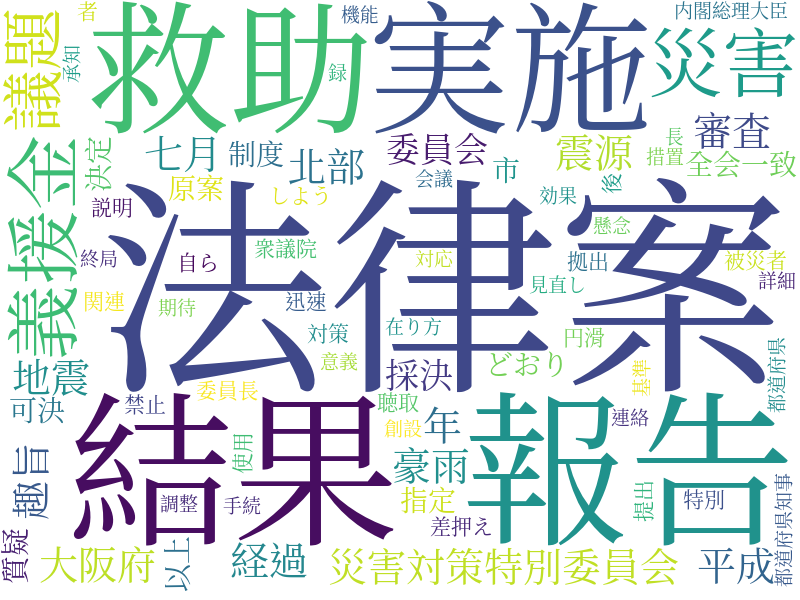 者
機能
内閣総理大臣
議題
承知
救助
録
実施
災害
義援金
決定
七月
制度
北部
委員会
会議
市
震源
後
措置
長
審査
全会一致
原案
しよう
効果
説明
終局
自ら
衆議院
法律案
対応
拠出
懸念
被災者
詳細
関連
期待
迅速
対策
在り方
見直し
地震
意義
円滑
可決
禁止
委員長
採決
どおり
基準
都道府県
聴取
創設
連絡
趣旨
結果
年
報告
使用
豪雨
指定
提出
特別
都道府県知事
調整
手続
差押え
質疑
大阪府
以上
経過
災害対策特別委員会
平成